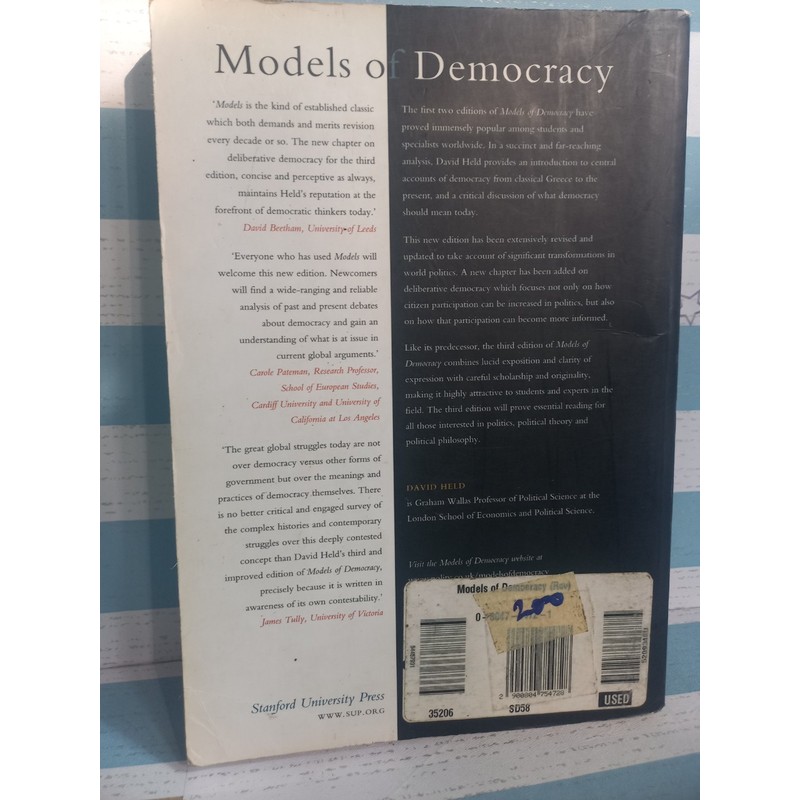 Models of Democracy
'Models is the kind of established classic
which both demands and merits revision
every decade or so. The new chapter on
deliberative democracy for the third
edition, concise and perceptive as always,
maintains Held's reputation at the
forefront of democratic thinkers today.'
David Beetham, University of Leeds
'Everyone who has used Models will
welcome this new edition. Newcomers
will find a wide-ranging and reliable
analysis of past and present debates
about democracy and gain an
understanding of what is at issue in
current global arguments.'
Carole Pateman, Research Professor,
School of European Studies,
Cardiff University and University of
California at Los Angeles
'The great global struggles today are not
over democracy versus other forms of
government but over the meanings and
practices of democracy themselves. There
is no better critical and engaged survey of
the complex histories and contemporary
struggles over this deeply contested
concept than David Held's third and
improved edition of Models of Democracy,
precisely because it is written in
awareness of its own contestability.'
James Tully, University of Victoria
Stanford University Press
WWW.SUP.ORG
The first two editions of Models of Democracy have
proved immensely popular among students and
specialists worldwide. In a succinct and far-reaching
analysis, David Held provides an introduction to central
accounts of democracy from classical Greece to the
present, and a critical discussion of what democracy
should mean today.
This new edition has been extensively revised and
updated to take account of significant transformations in
world politics. A new chapter has been added on
deliberative democracy which focuses not only on how
citizen participation can be increased in politics, but also
on how that participation can become more informed.
Like its predecessor, the third edition of Models of
Democracy combines lucid exposition and clarity of
expression with careful scholarship and originality,
making it highly attractive to students and experts in the
field. The third edition will prove essential reading for
all those interested in politics, political theory and
political philosophy.
DAVID HELD
is Graham Wallas Professor of Political Science at the
London School of Economics and Political Science.
Visit the Models of Democracy website at
Models of Democracy (Rev)
200
35206
SD58
USED